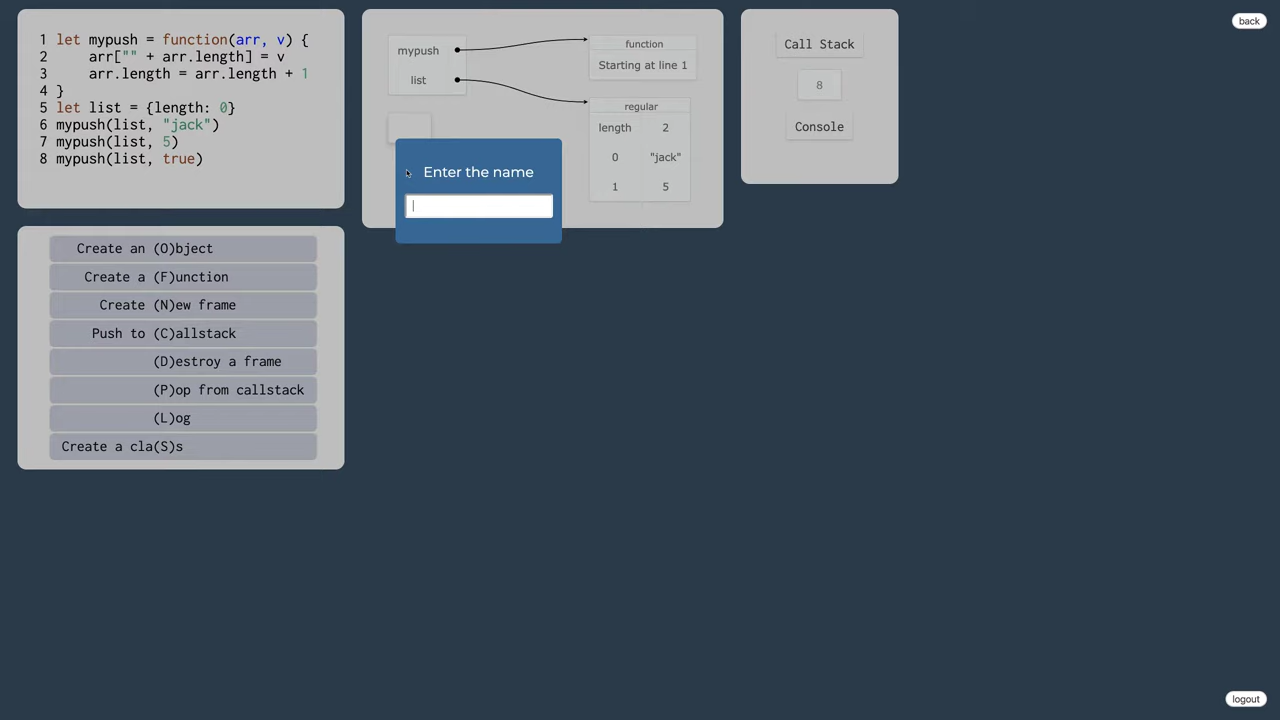 1 let mypush = function(arr, v) {
2     arr["" + arr.length] = v
3     arr.length = arr.length + 1
4 }
5 let list = {length: 0}
6 mypush(list, "jack")
7 mypush(list, 5)
8 mypush(list, true)
Create an (O)bject
Create a (F)unction
Create (N)ew frame
Push to (C)allstack
(D)estroy a frame
(P)op from callstack
(L)og
Create a cla(S)s
mypush
list
function
Starting at line 1
regular
length 2
0 "jack"
1 5
Enter the name
Call Stack
8
Console
back
logout